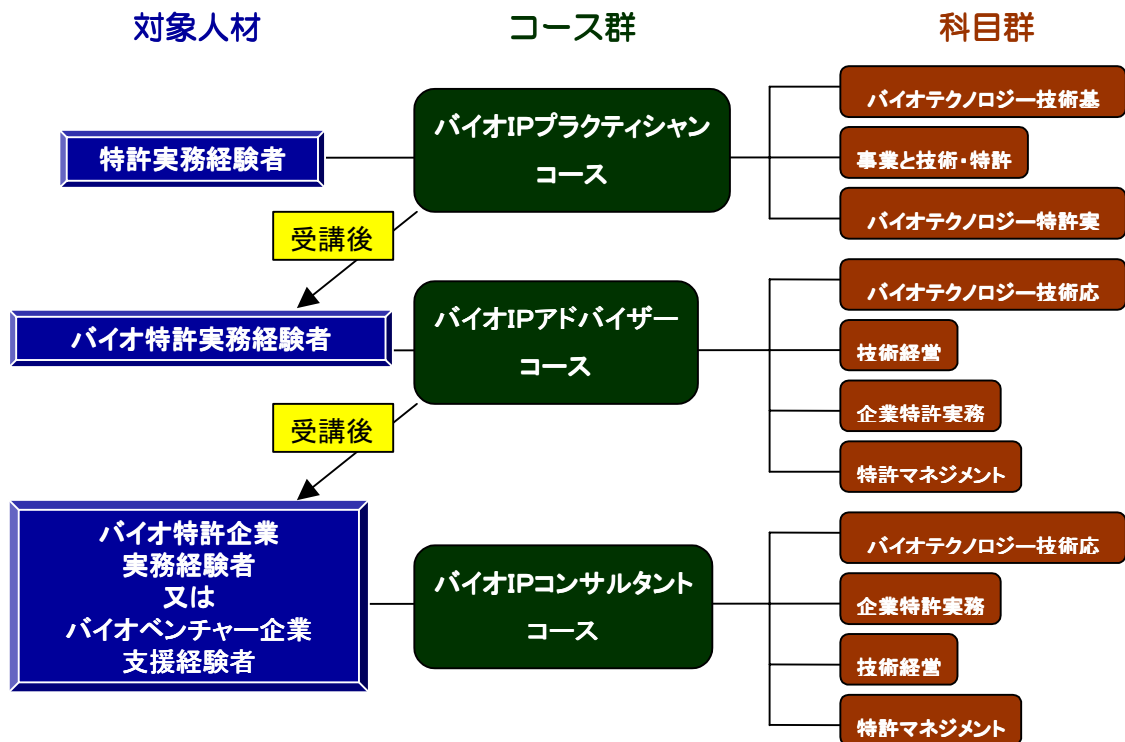 対象人材
コース群
科目群
特許実務経験者
バイオIPプラクティシャン
コース
バイオテクノロジー技術基
事業と技術・特許
バイオテクノロジー特許実
受講後
バイオ特許実務経験者
バイオIPアドバイザー
コース
バイオテクノロジー技術応
技術経営
企業特許実務
特許マネジメント
受講後
バイオ特許企業
実務経験者
又は
バイオベンチャー企業
支援経験者
バイオIPコンサルタント
コース
バイオテクノロジー技術応
企業特許実務
技術経営
特許マネジメント